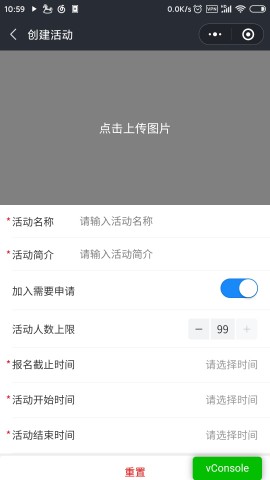 10:59
0.0K/s
VPN
创建活动
点击上传图片
*活动名称 请输入活动名称
*活动简介 请输入活动简介
加入需要申请
活动人数上限 － 99 +
*报名截止时间 请选择时间
*活动开始时间 请选择时间
*活动结束时间 请选择时间
重置
vConsole